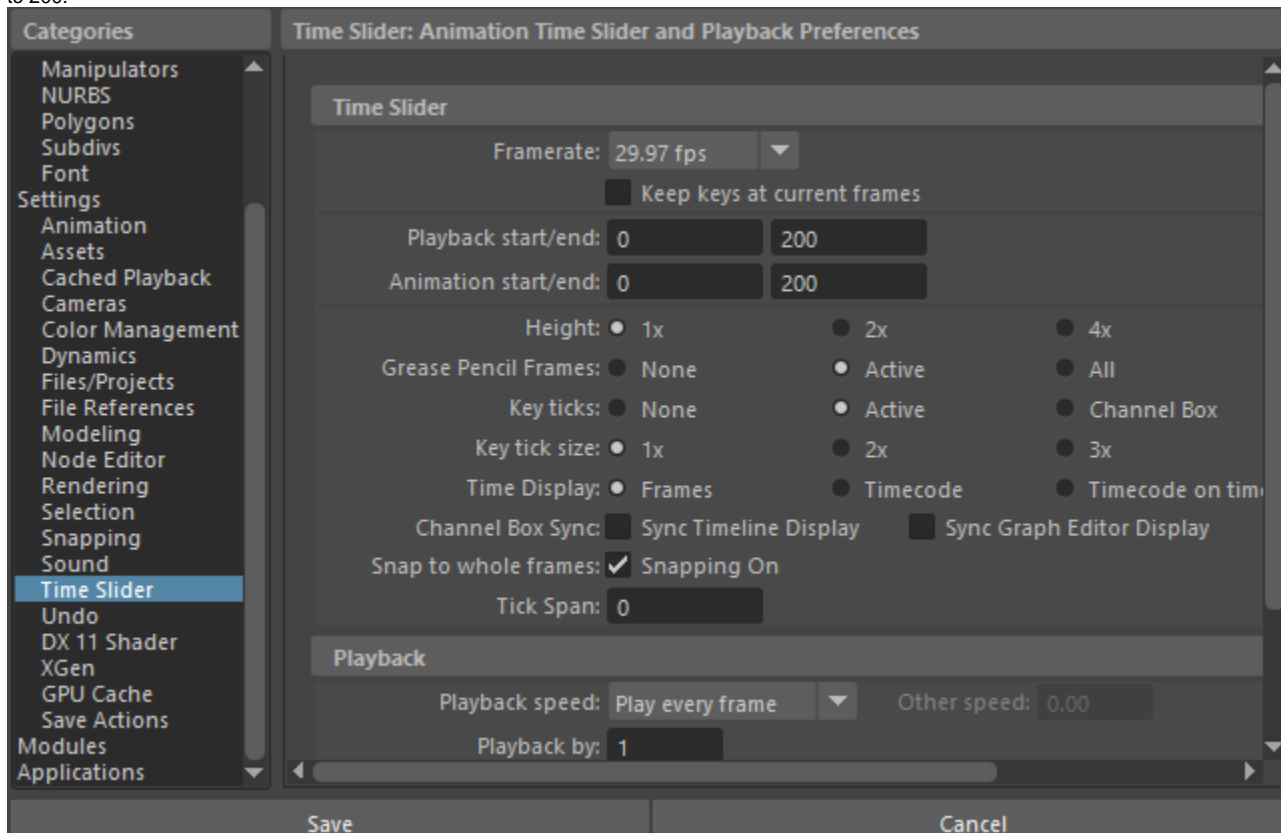 to 200.
Categories
Manipulators
NURBS
Polygons
Subdivs
Font
Settings
Animation
Assets
Cached Playback
Cameras
Color Management
Dynamics
Files/Projects
File References
Modeling
Node Editor
Rendering
Selection
Snapping
Sound
Time Slider
Undo
DX 11 Shader
XGen
GPU Cache
Save Actions
Modules
Applications
Time Slider: Animation Time Slider and Playback Preferences
Time Slider
Framerate: 29.97 fps
Keep keys at current frames
Playback start/end: 0 200
Animation start/end: 0 200
Height: 1x 2x 4x
Grease Pencil Frames: None Active All
Key ticks: None Active Channel Box
Key tick size: 1x 2x 3x
Time Display: Frames Timecode Timecode on tim
Channel Box Sync: Sync Timeline Display Sync Graph Editor Display
Snap to whole frames: Snapping On
Tick Span: 0
Playback
Playback speed: Play every frame Other speed: 0.00
Playback by: 1
Save Cancel